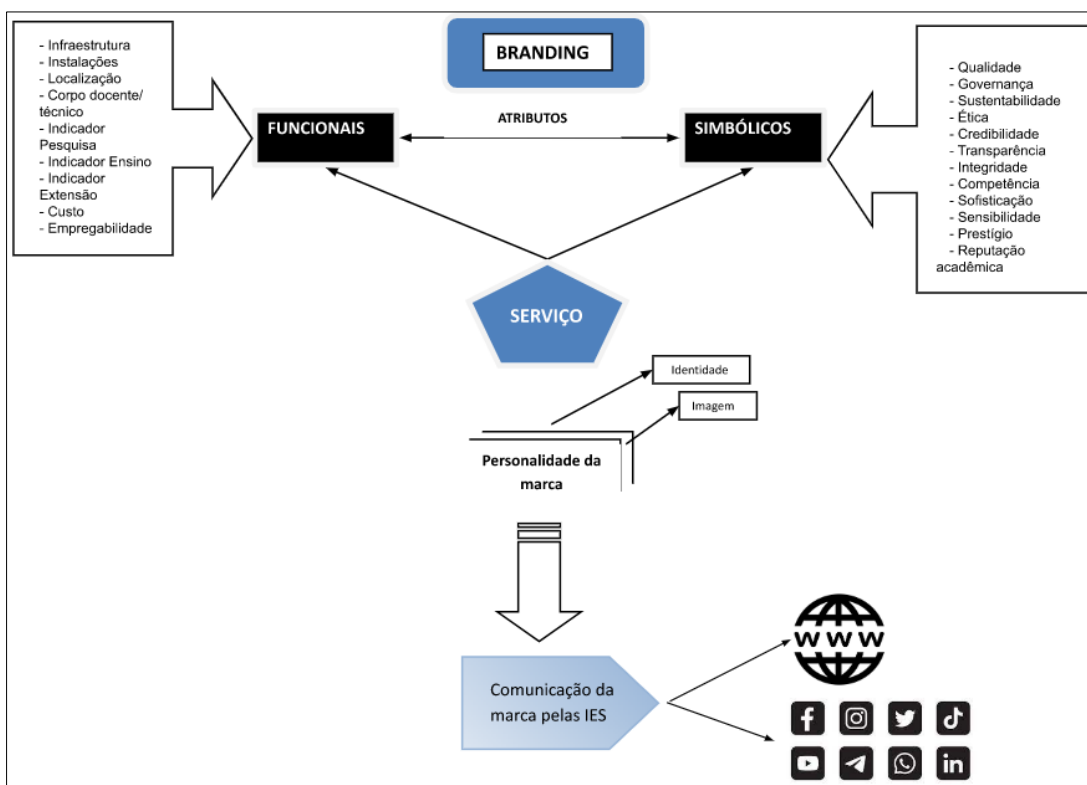 BRANDING
- Infraestrutura
- Instalações
- Localização
- Corpo docente/
técnico
- Indicador
Pesquisa
- Indicador Ensino
- Indicador
Extensão
- Custo
- Empregabilidade
FUNCIONAIS
ATRIBUTOS
SIMBÓLICOS
- Qualidade
- Governança
- Sustentabilidade
- Ética
- Credibilidade
- Transparência
- Integridade
- Competência
- Sofisticação
- Sensibilidade
- Prestígio
- Reputação
acadêmica
SERVIÇO
Identidade
Imagem
Personalidade da
marca
Comunicação da
marca pelas IES
WWW